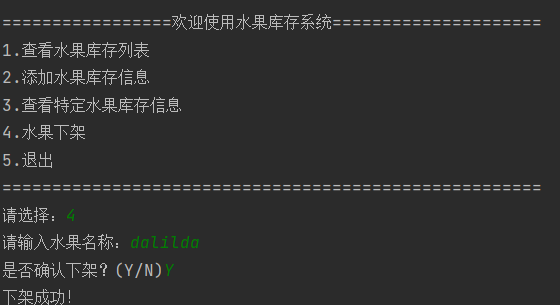 =================欢迎使用水果库存系统=====================
1.查看水果库存列表
2.添加水果库存信息
3.查看特定水果库存信息
4.水果下架
5.退出
======================================================
请选择：4
请输入水果名称：dalilda
是否确认下架？(Y/N)Y
下架成功!